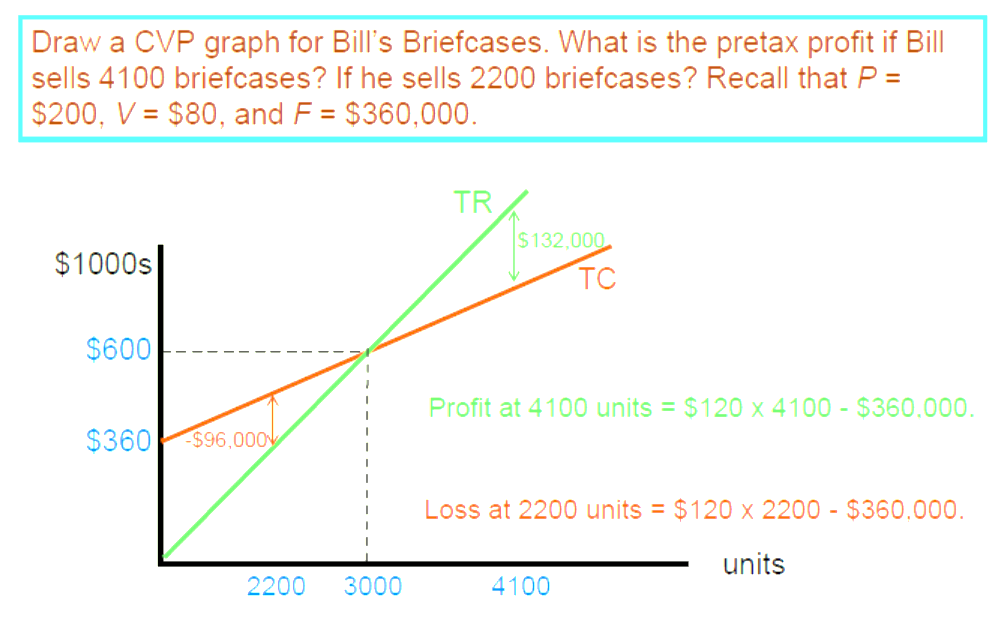 Draw a CVP graph for Bill's Briefcases. What is the pretax profit if Bill
sells 4100 briefcases? If he sells 2200 briefcases? Recall that P =
$200, V = $80, and F = $360,000.
TR
$132,000
$1000s
TC
$600
Profit at 4100 units = $120 x 4100 - $360.000.
$360
-$96,000
Loss at 2200 units = $120 x 2200 - $360.000.
units
2200 3000 4100